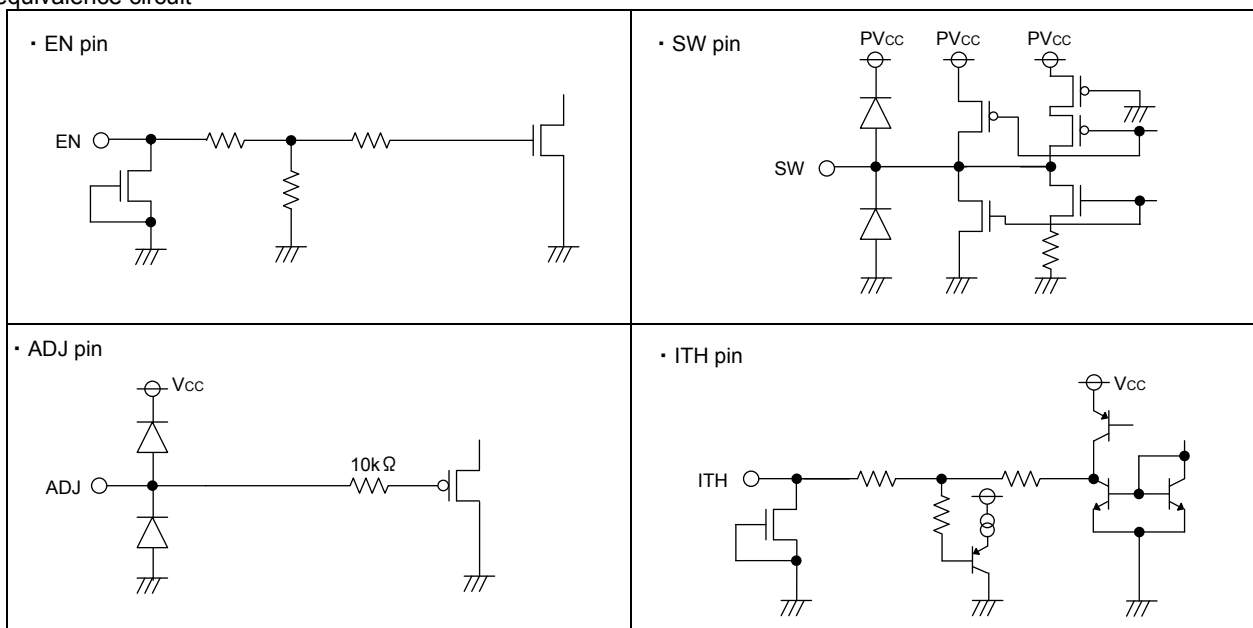 equivalence circuit
・EN pin
EN
・SW pin
PVCC PVCC PVCC
SW
・ADJ pin
VCC
10kΩ
ADJ
・ITH pin
VCC
ITH